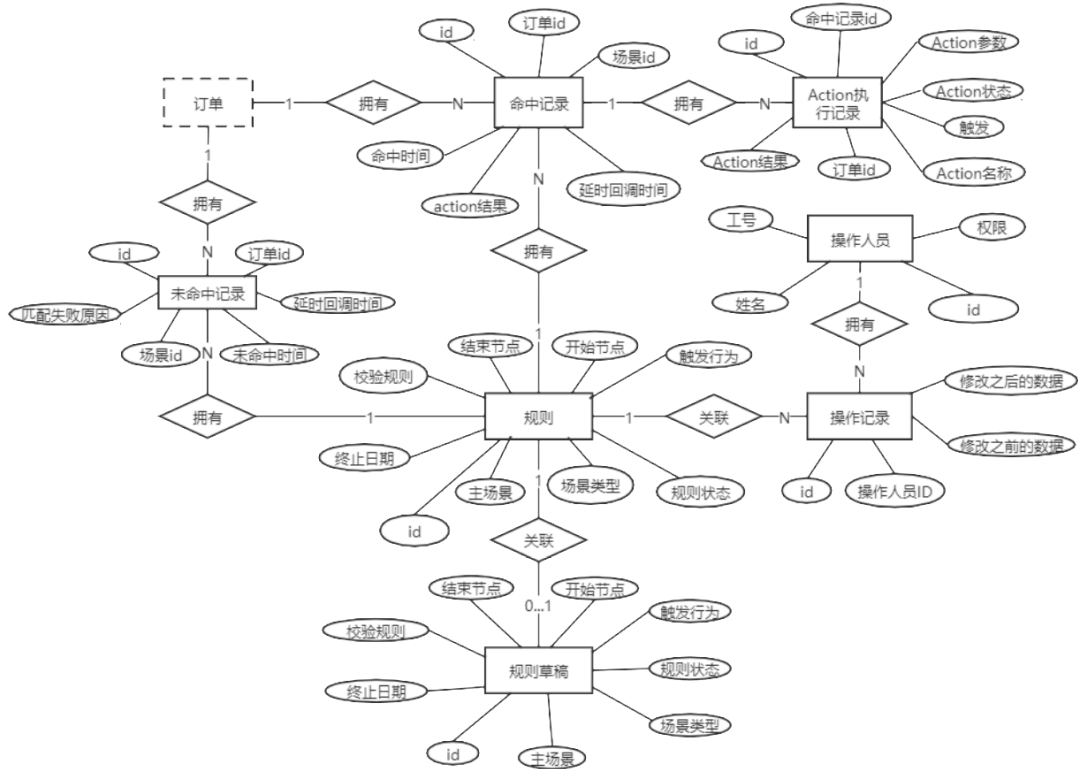 id
订单id
场景id
订单
1
拥有
N
命中记录
1
拥有
N
命中时间
action结果
延时回调时间
命中记录id
id
Action参数
Action状态
触发
Action名称
Action执
行记录
Action结果
订单id
1
拥有
N
id
订单id
未命中记录
延时回调时间
匹配失败原因
场景id
未命中时间
N
拥有
1
N
拥有
1
工号
操作人员
权限
姓名
id
1
拥有
N
结束节点
开始节点
触发行为
校验规则
规则
1
关联
N
操作记录
修改之后的数据
修改之前的数据
id
操作人员ID
终止日期
主场景
场景类型
规则状态
id
1
关联
0...1
结束节点
开始节点
触发行为
校验规则
规则草稿
规则状态
终止日期
场景类型
id
主场景